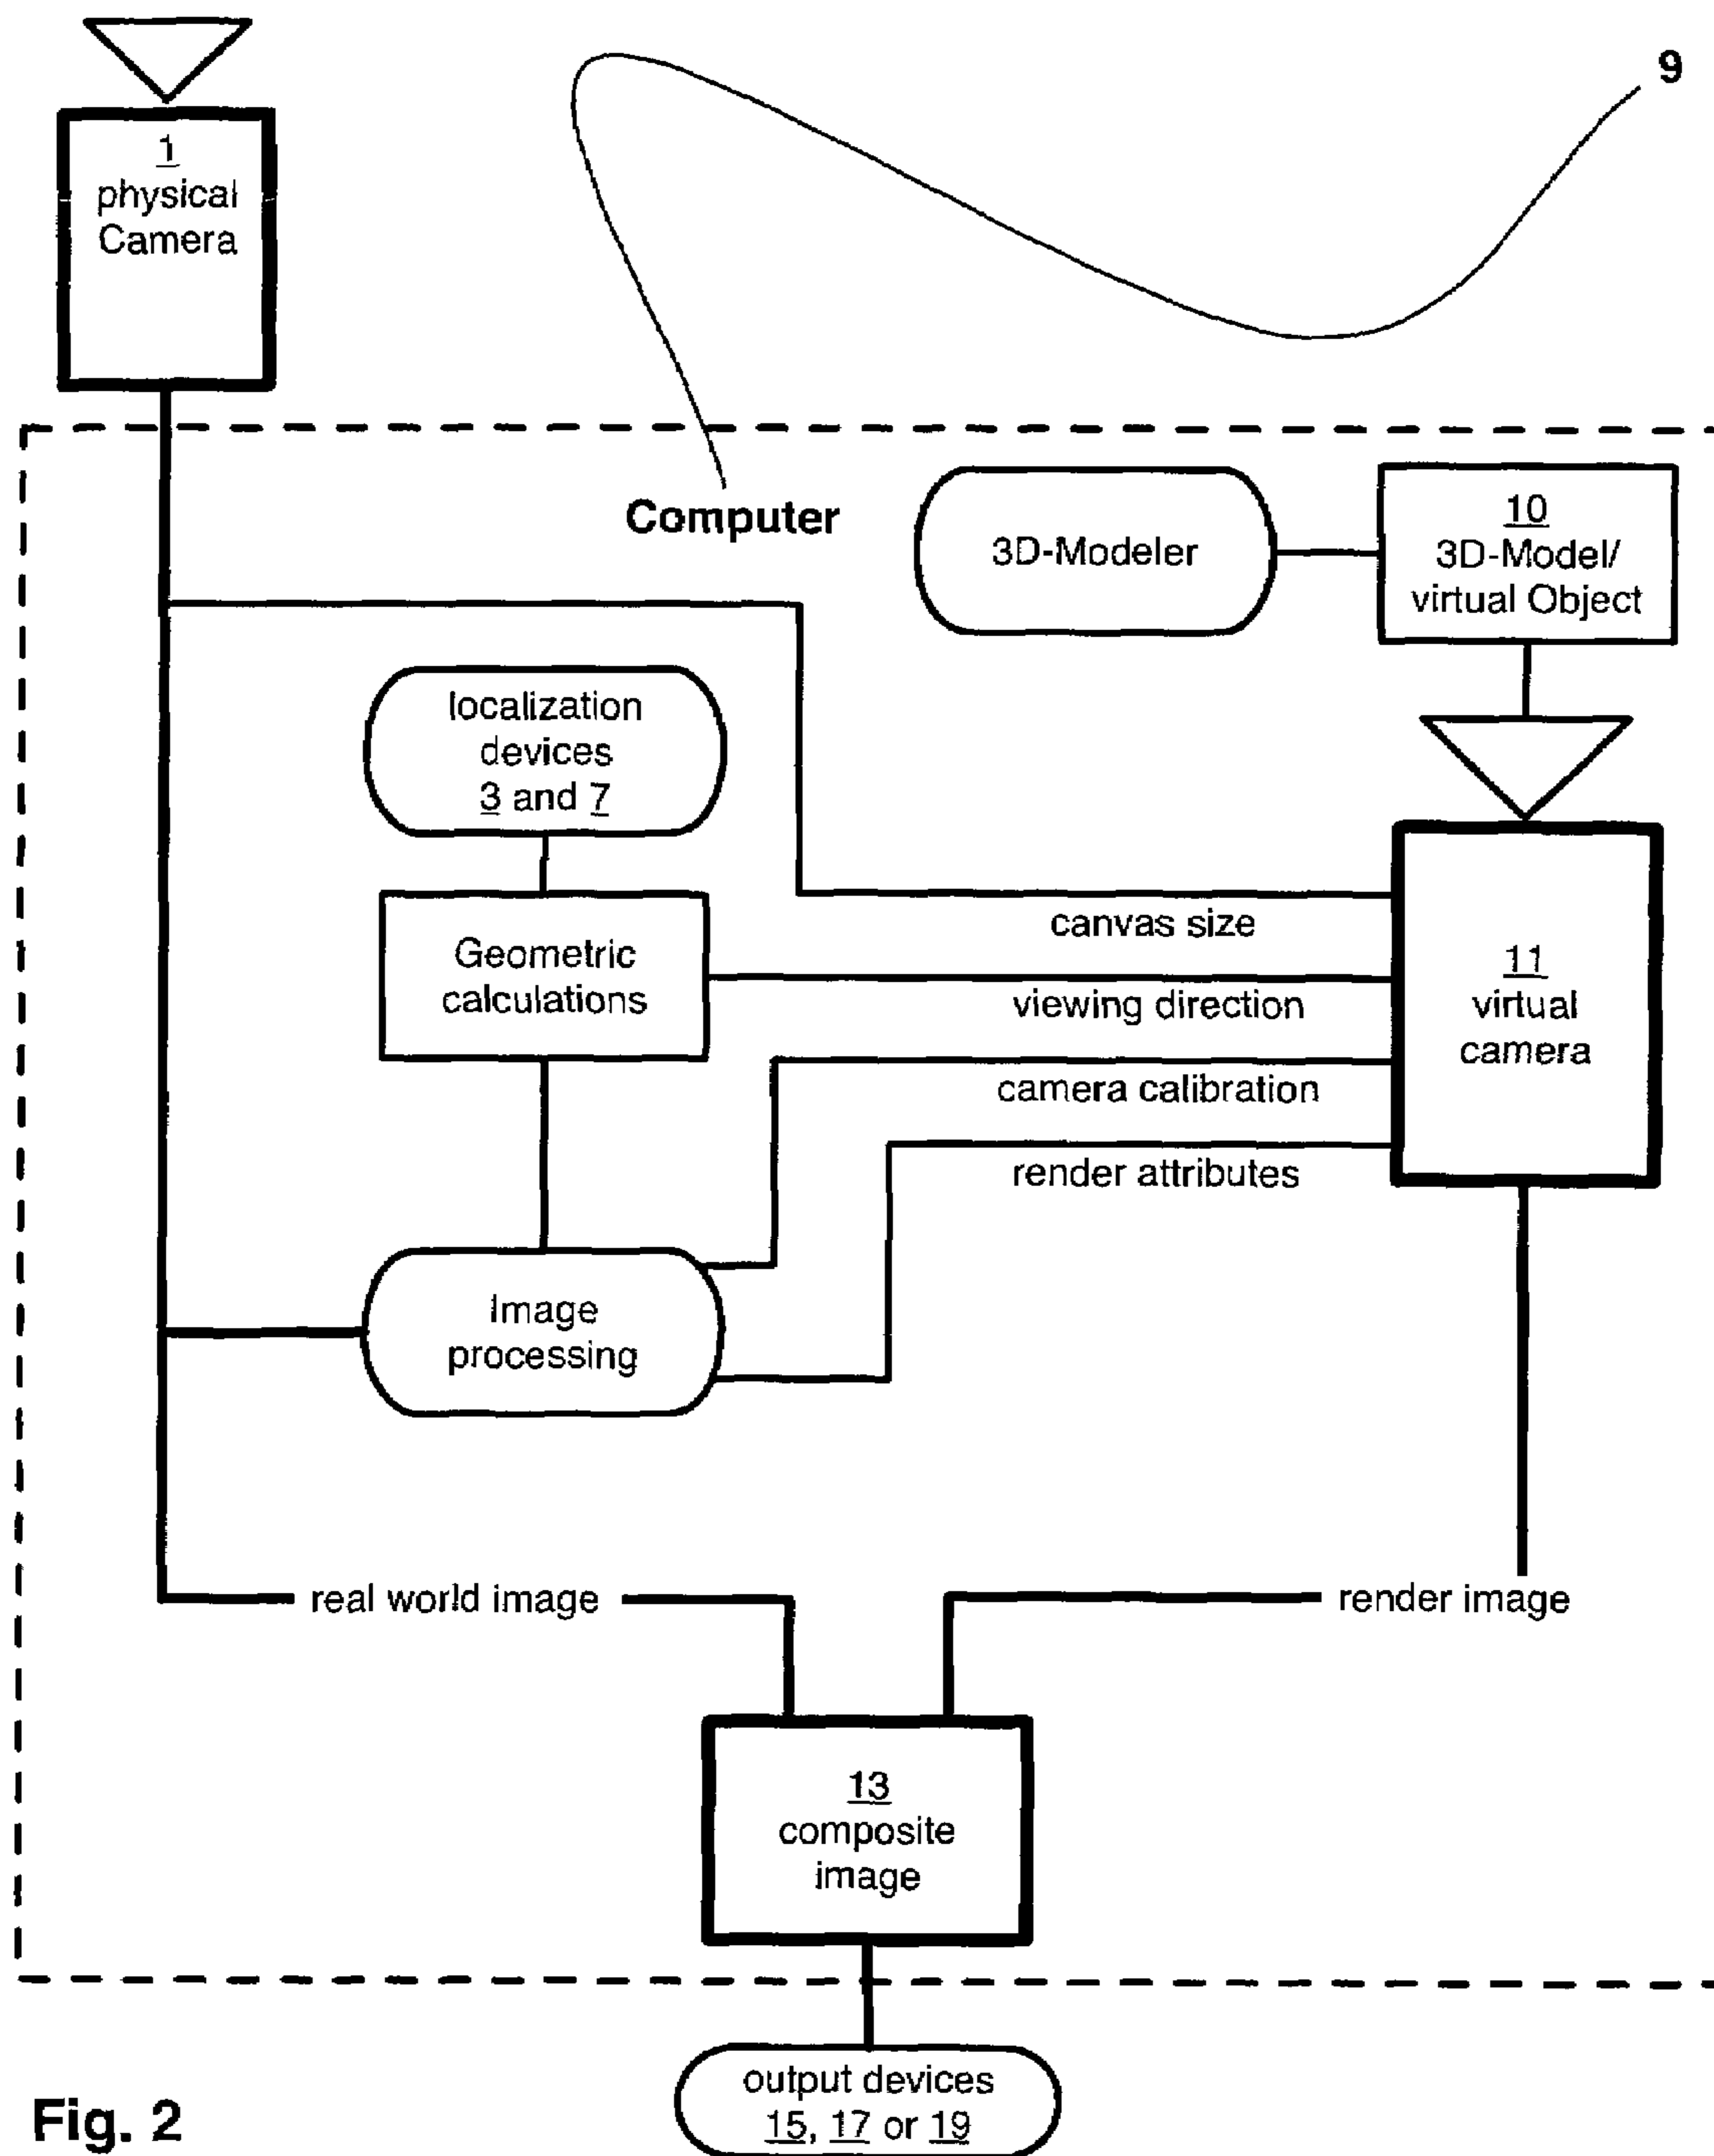 9
1
physical
Camera
Computer
3D-Modeler
10
3D-Model/
virtual Object
localization
devices
3 and 7
Geometric
calculations
canvas size
viewing direction
camera calibration
render attributes
11
virtual
camera
Image
processing
real world image
render image
13
composite
image
output devices
15, 17 or 19
Fig. 2